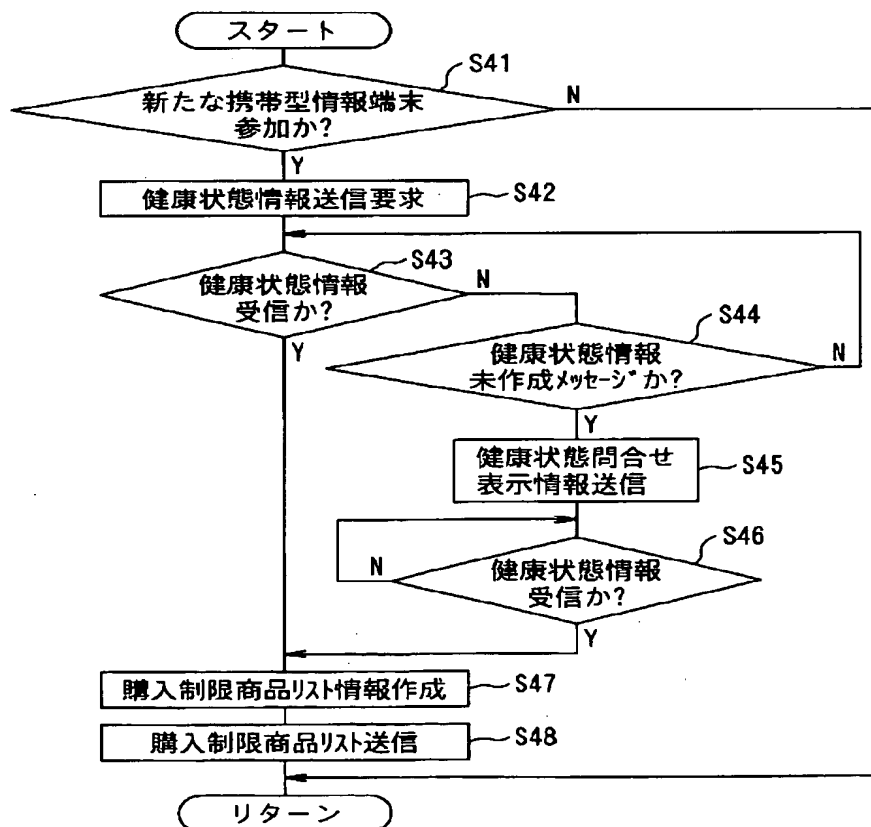 スタート
S41
新たな携帯型情報端末
参加か?
N
Y
健康状態情報送信要求
S42
S43
健康状態情報
受信か?
N
Y
S44
健康状態情報
未作成メッセージか?
N
Y
健康状態問合せ
表示情報送信
S45
S46
健康状態情報
受信か?
N
Y
購入制限商品リスト情報作成
S47
購入制限商品リスト送信
S48
リターン